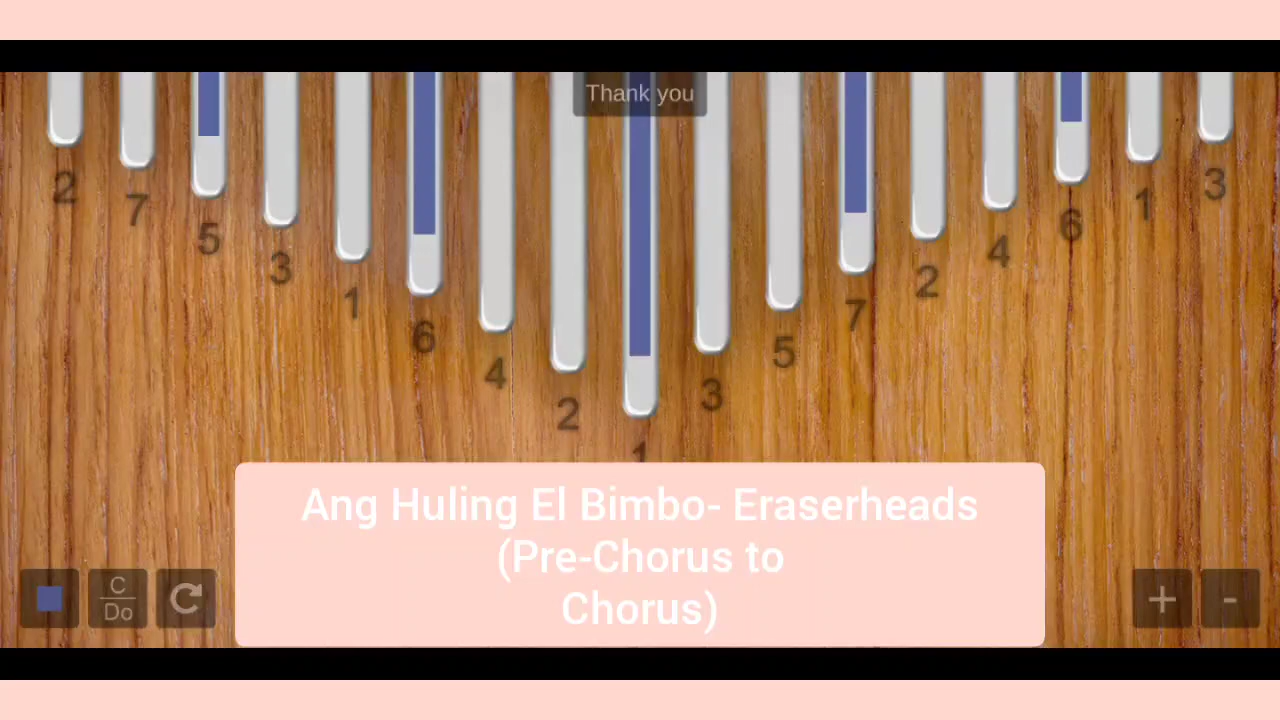 Thank you
2 7 5 3 1 6 4 2 1 3 5 7 2 4 6 1 3
Ang Huling El Bimbo- Eraserheads
(Pre-Chorus to
Chorus)
C
Do
+ -